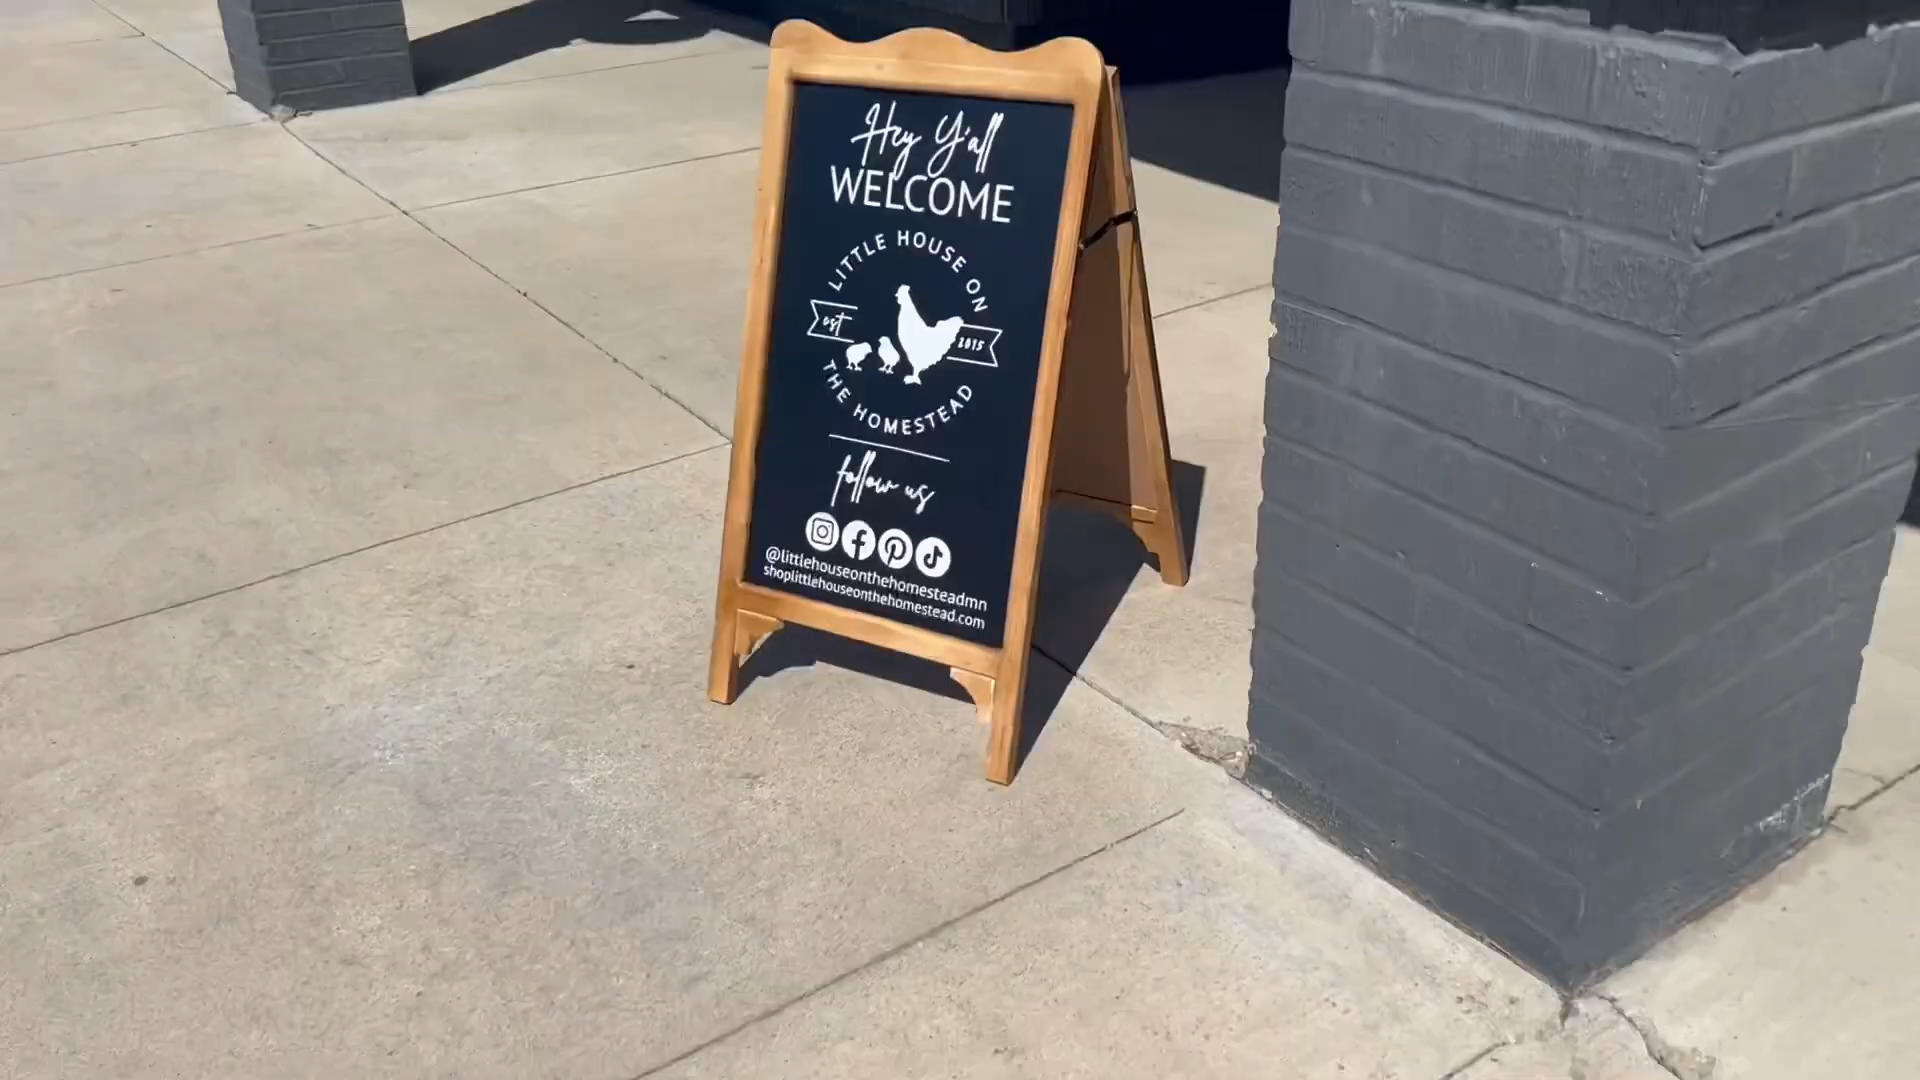 Hey Y'all
WELCOME
LITTLE HOUSE ON
est 2015
THE HOMESTEAD
follow us
@littlehouseonthehomesteadmn
shoplittlehouseonthehomestead.com